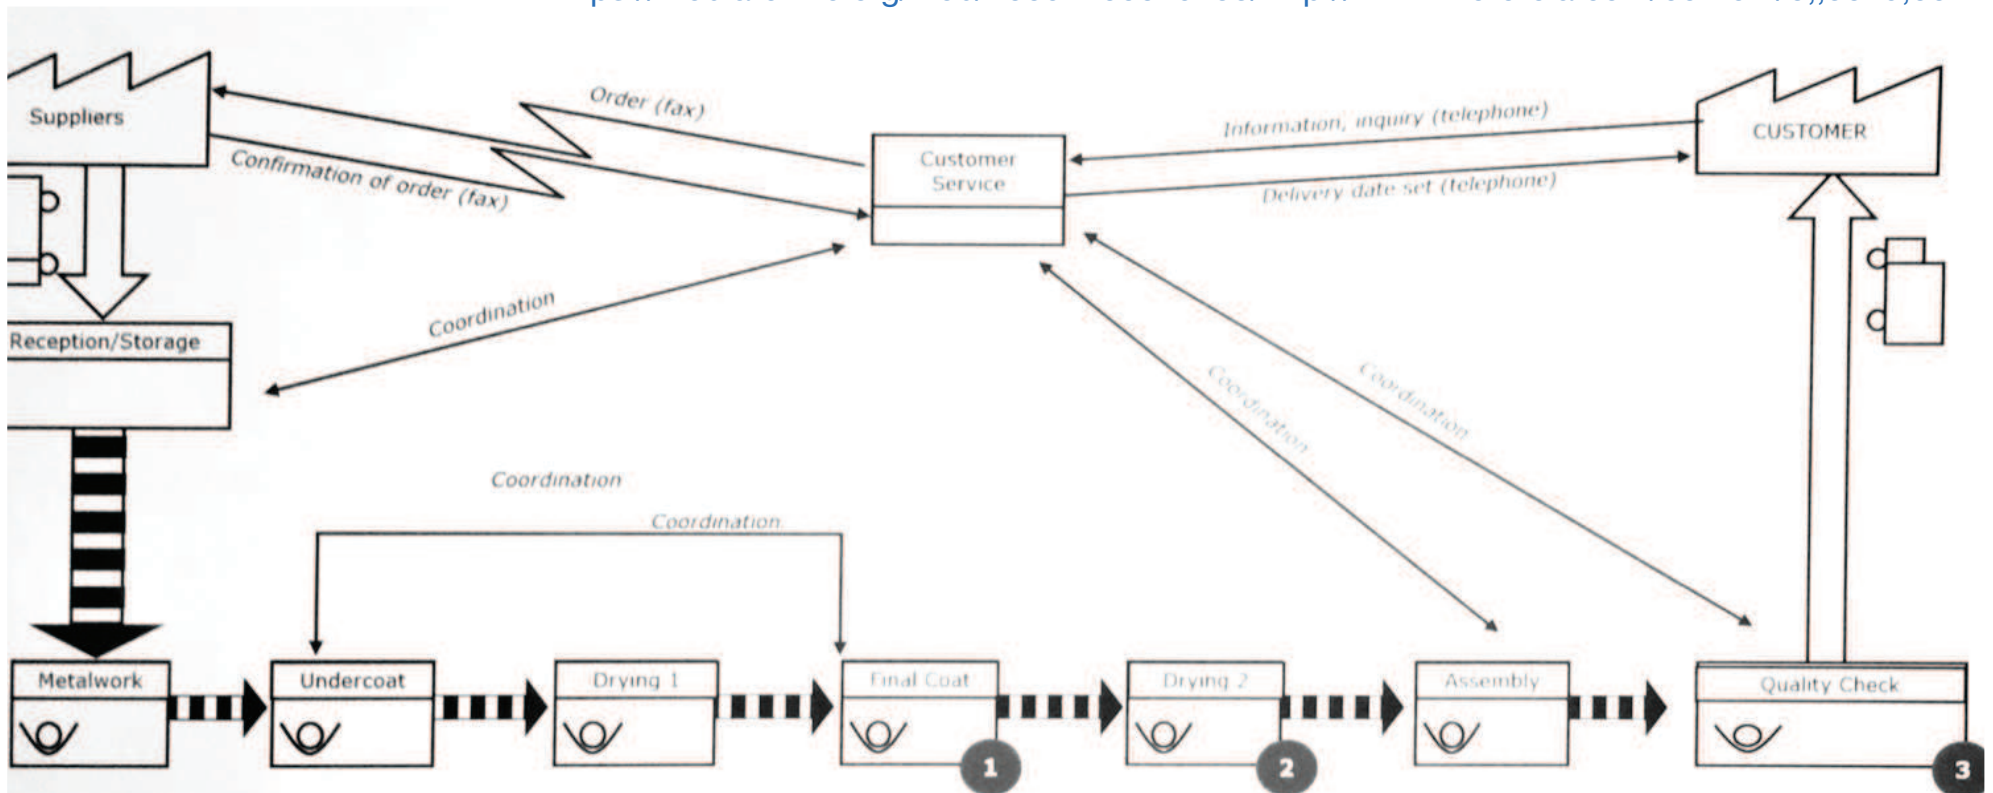 Suppliers
Order (fax)
Confirmation of order (fax)
Customer
Service
Information, inquiry (telephone)
Delivery date set (telephone)
CUSTOMER
Reception/Storage
Coordination
Coordination
Coordination
Coordination
Coordination
Metalwork
Undercoat
Drying 1
Final Coat
Drying 2
Assembly
Quality Check
1
2
3